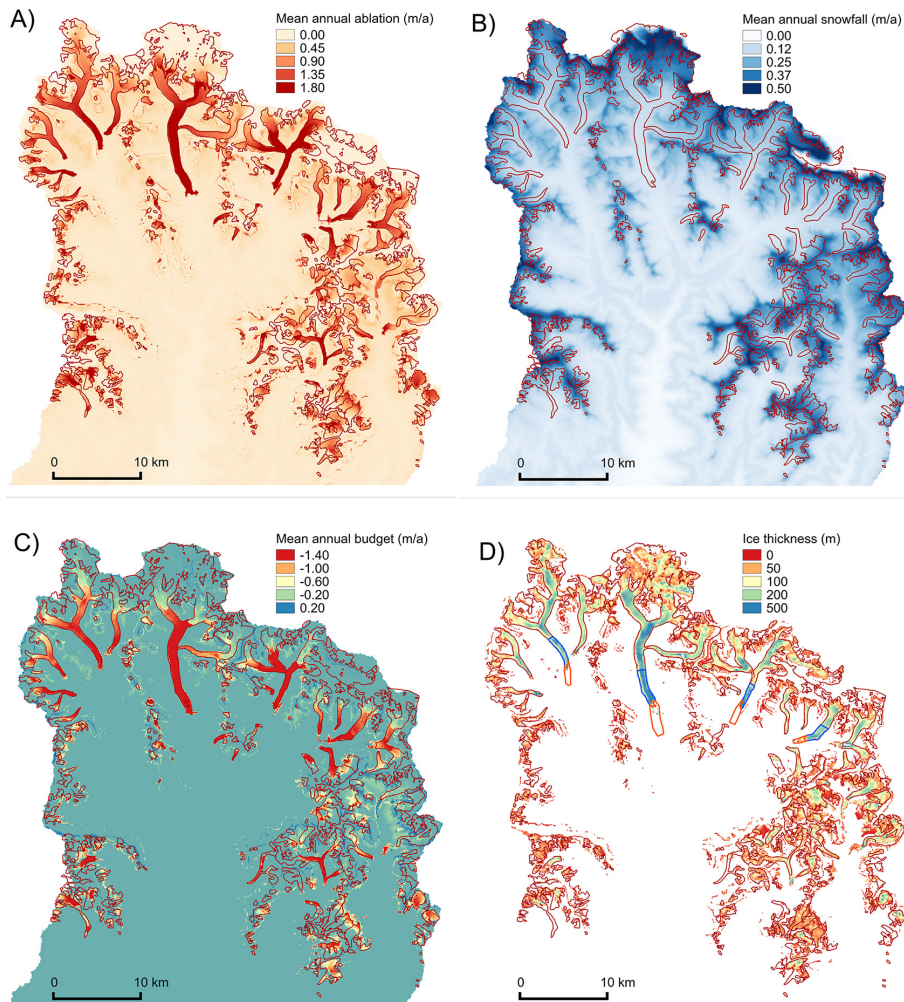 A)
Mean annual ablation (m/a)
0.00
0.45
0.90
1.35
1.80
0 10 km
B)
Mean annual snowfall (m/a)
0.00
0.12
0.25
0.37
0.50
0 10 km
C)
Mean annual budget (m/a)
-1.40
-1.00
-0.60
-0.20
0.20
0 10 km
D)
Ice thickness (m)
0
50
100
200
500
0 10 km